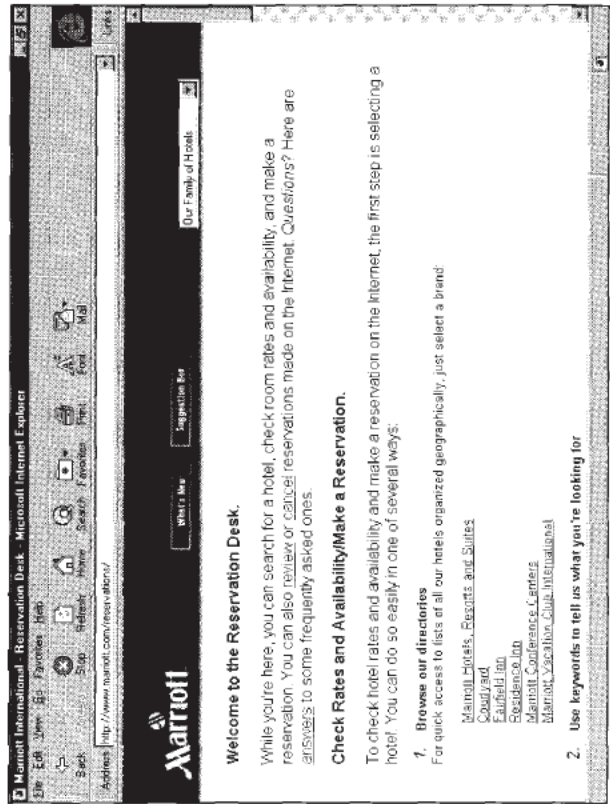 Marriott International - Reservation Desk - Microsoft Internet Explorer
File Edit View Go Favorites Help
Back Stop Refresh Home Search Favorites Print Font Mail
Address http://www.marriott.com/reservations/ Links
Marriott
What's New Suggestion Box Our Family of Hotels
Welcome to the Reservation Desk.
While you're here, you can search for a hotel, check room rates and availability, and make a
reservation. You can also review or cancel reservations made on the Internet. Questions? Here are
answers to some frequently asked ones.
Check Rates and Availability/Make a Reservation.
To check hotel rates and availability and make a reservation on the Internet, the first step is selecting a
hotel. You can do so easily in one of several ways:
1. Browse our directories
For quick access to lists of all our hotels organized geographically, just select a brand:
Marriott Hotels, Resorts and Suites
Courtyard
Fairfield Inn
Residence Inn
Marriott Conference Centers
Marriott Vacation Club International
2. Use keywords to tell us what you're looking for